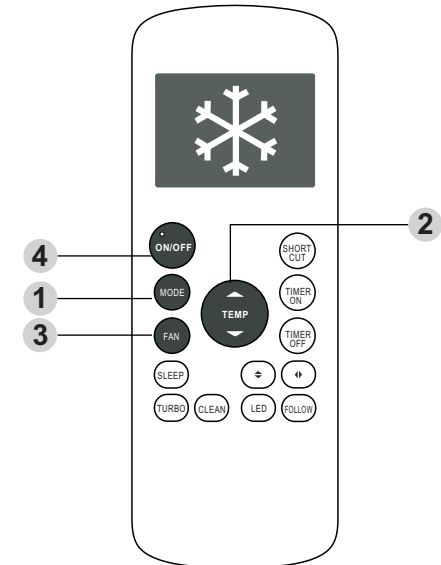 2
ON/OFF
4
SHORT
CUT
1
MODE
TEMP
TIMER
ON
3
FAN
TIMER
OFF
SLEEP
TURBO
CLEAN
LED
FOLLOW